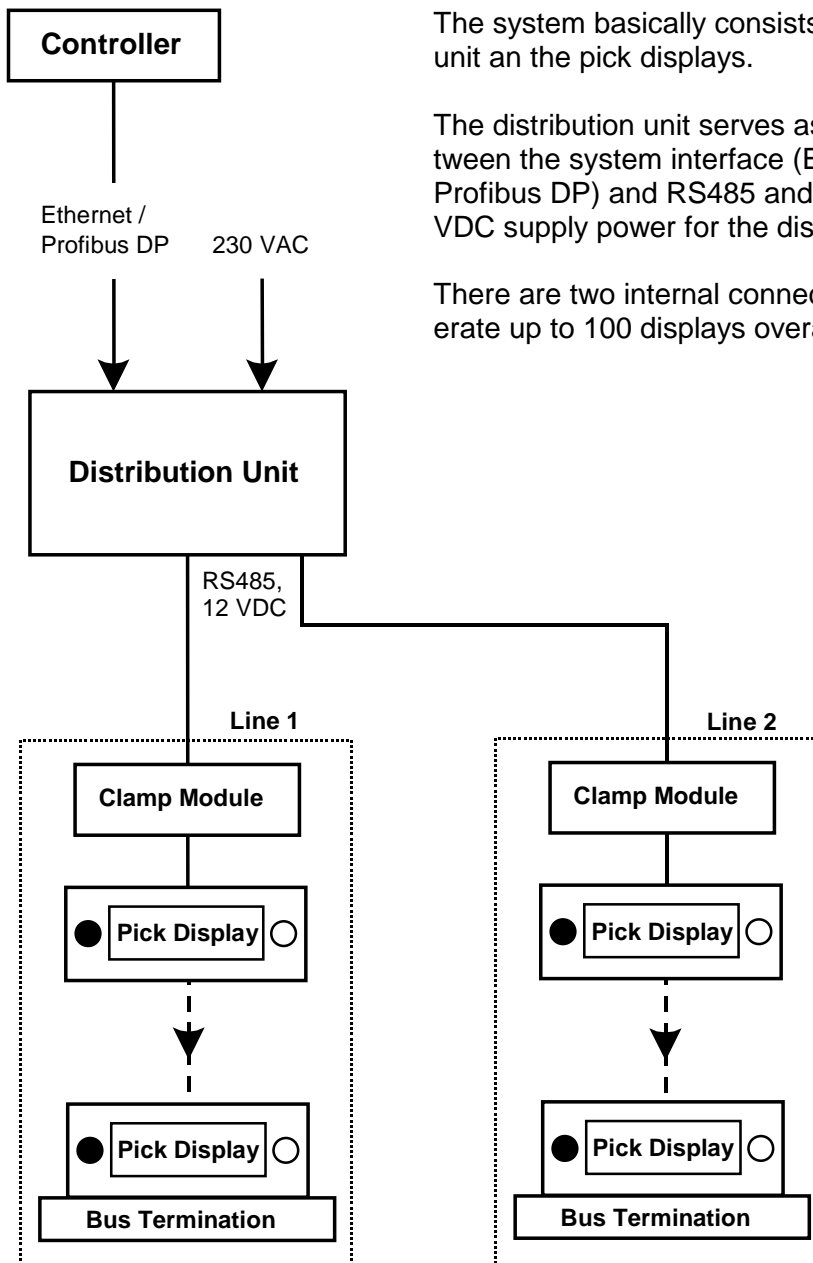 Controller
The system basically consists
unit an the pick displays.
The distribution unit serves as
tween the system interface (E
Profibus DP) and RS485 and
VDC supply power for the dis
There are two internal connec
erate up to 100 displays overa
Ethernet /
Profibus DP
230 VAC
Distribution Unit
RS485,
12 VDC
Line 1
Clamp Module
Pick Display
Pick Display
Bus Termination
Line 2
Clamp Module
Pick Display
Pick Display
Bus Termination